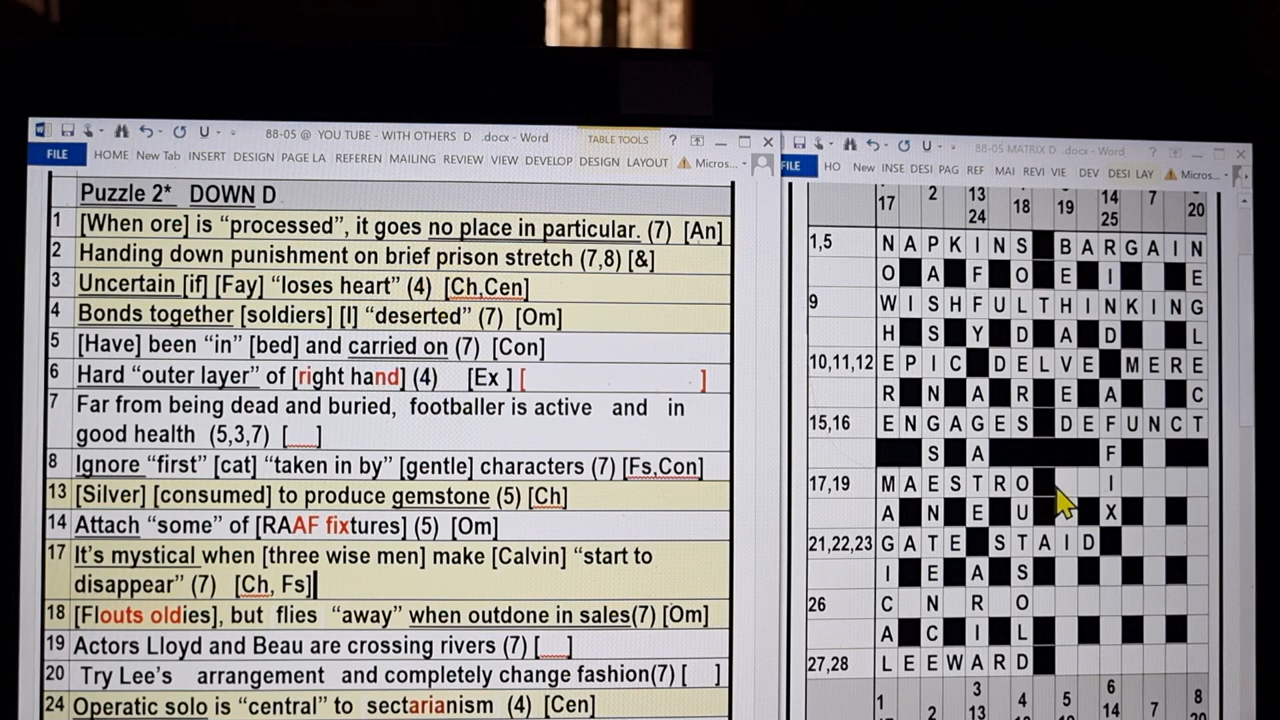 88-05 @ YOU TUBE - WITH OTHERS D .docx - Word
TABLE TOOLS
FILE HOME New Tab INSERT DESIGN PAGE LA REFEREN MAILING REVIEW VIEW DEVELOP DESIGN LAYOUT Micros...
Puzzle 2* DOWN D
1 [When ore] is “processed”, it goes no place in particular. (7) [An]
2 Handing down punishment on brief prison stretch (7,8) [&]
3 Uncertain [if] [Fay] “loses heart” (4) [Ch,Cen]
4 Bonds together [soldiers] [I] “deserted” (7) [Om]
5 [Have] been “in” [bed] and carried on (7) [Con]
6 Hard “outer layer” of [right hand] (4) [Ex ] [ ]
7 Far from being dead and buried, footballer is active and in
good health (5,3,7) [ ]
8 Ignore “first” [cat] “taken in by” [gentle] characters (7) [Fs,Con]
13 [Silver] [consumed] to produce gemstone (5) [Ch]
14 Attach “some” of [RAAF fixtures] (5) [Om]
17 It’s mystical when [three wise men] make [Calvin] “start to
disappear” (7) [Ch, Fs]
18 [Flouts oldies], but flies “away” when outdone in sales(7) [Om]
19 Actors Lloyd and Beau are crossing rivers (7) [ ]
20 Try Lee’s arrangement and completely change fashion(7) [ ]
24 Operatic solo is “central” to sectarianism (4) [Cen]
88-05 MATRIX D .docx - Word
FILE HO New INSE DESI PAG REF MAI REVI VIE DEV DESI LAY Micros...
17 2 13 18 19 14 7 20
24 25
1,5 N A P K I N S B A R G A I N
O A F O E I E
9 W I S H F U L T H I N K I N G
H S Y D A D L
10,11,12 E P I C D E L V E M E R E
R N A R E A C
15,16 E N G A G E S D E F U N C T
S A F
17,19 M A E S T R O I
A N E U X
21,22,23 G A T E S T A I D
I E A S
26 C N R O
A C I L
27,28 L E E W A R D
1 2 3 4 5 6 7 8
13 14